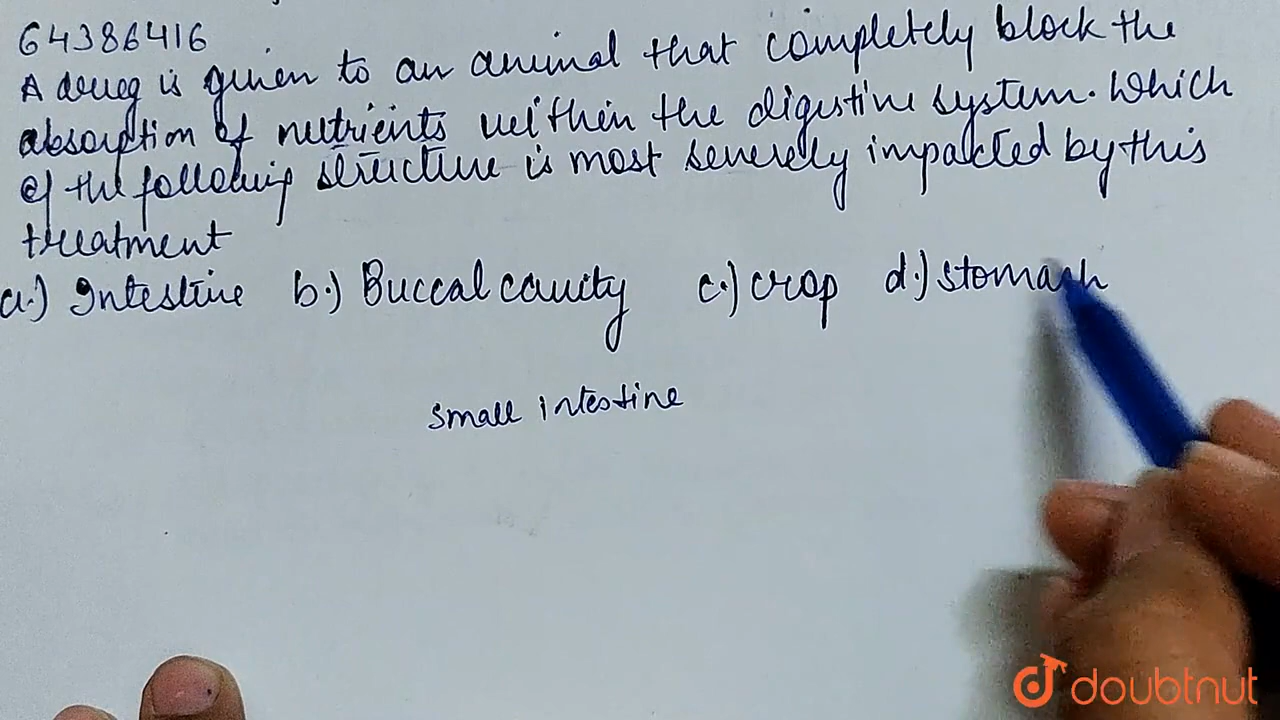 64386416
A drug is given to an animal that completely block the
absorption of nutrients within the digestive system. Which
of the following structure is most severely impacted by this
treatment
a.) Intestine b.) Buccal cavity c.) crop d.) stomach
small intestine
doubtnut